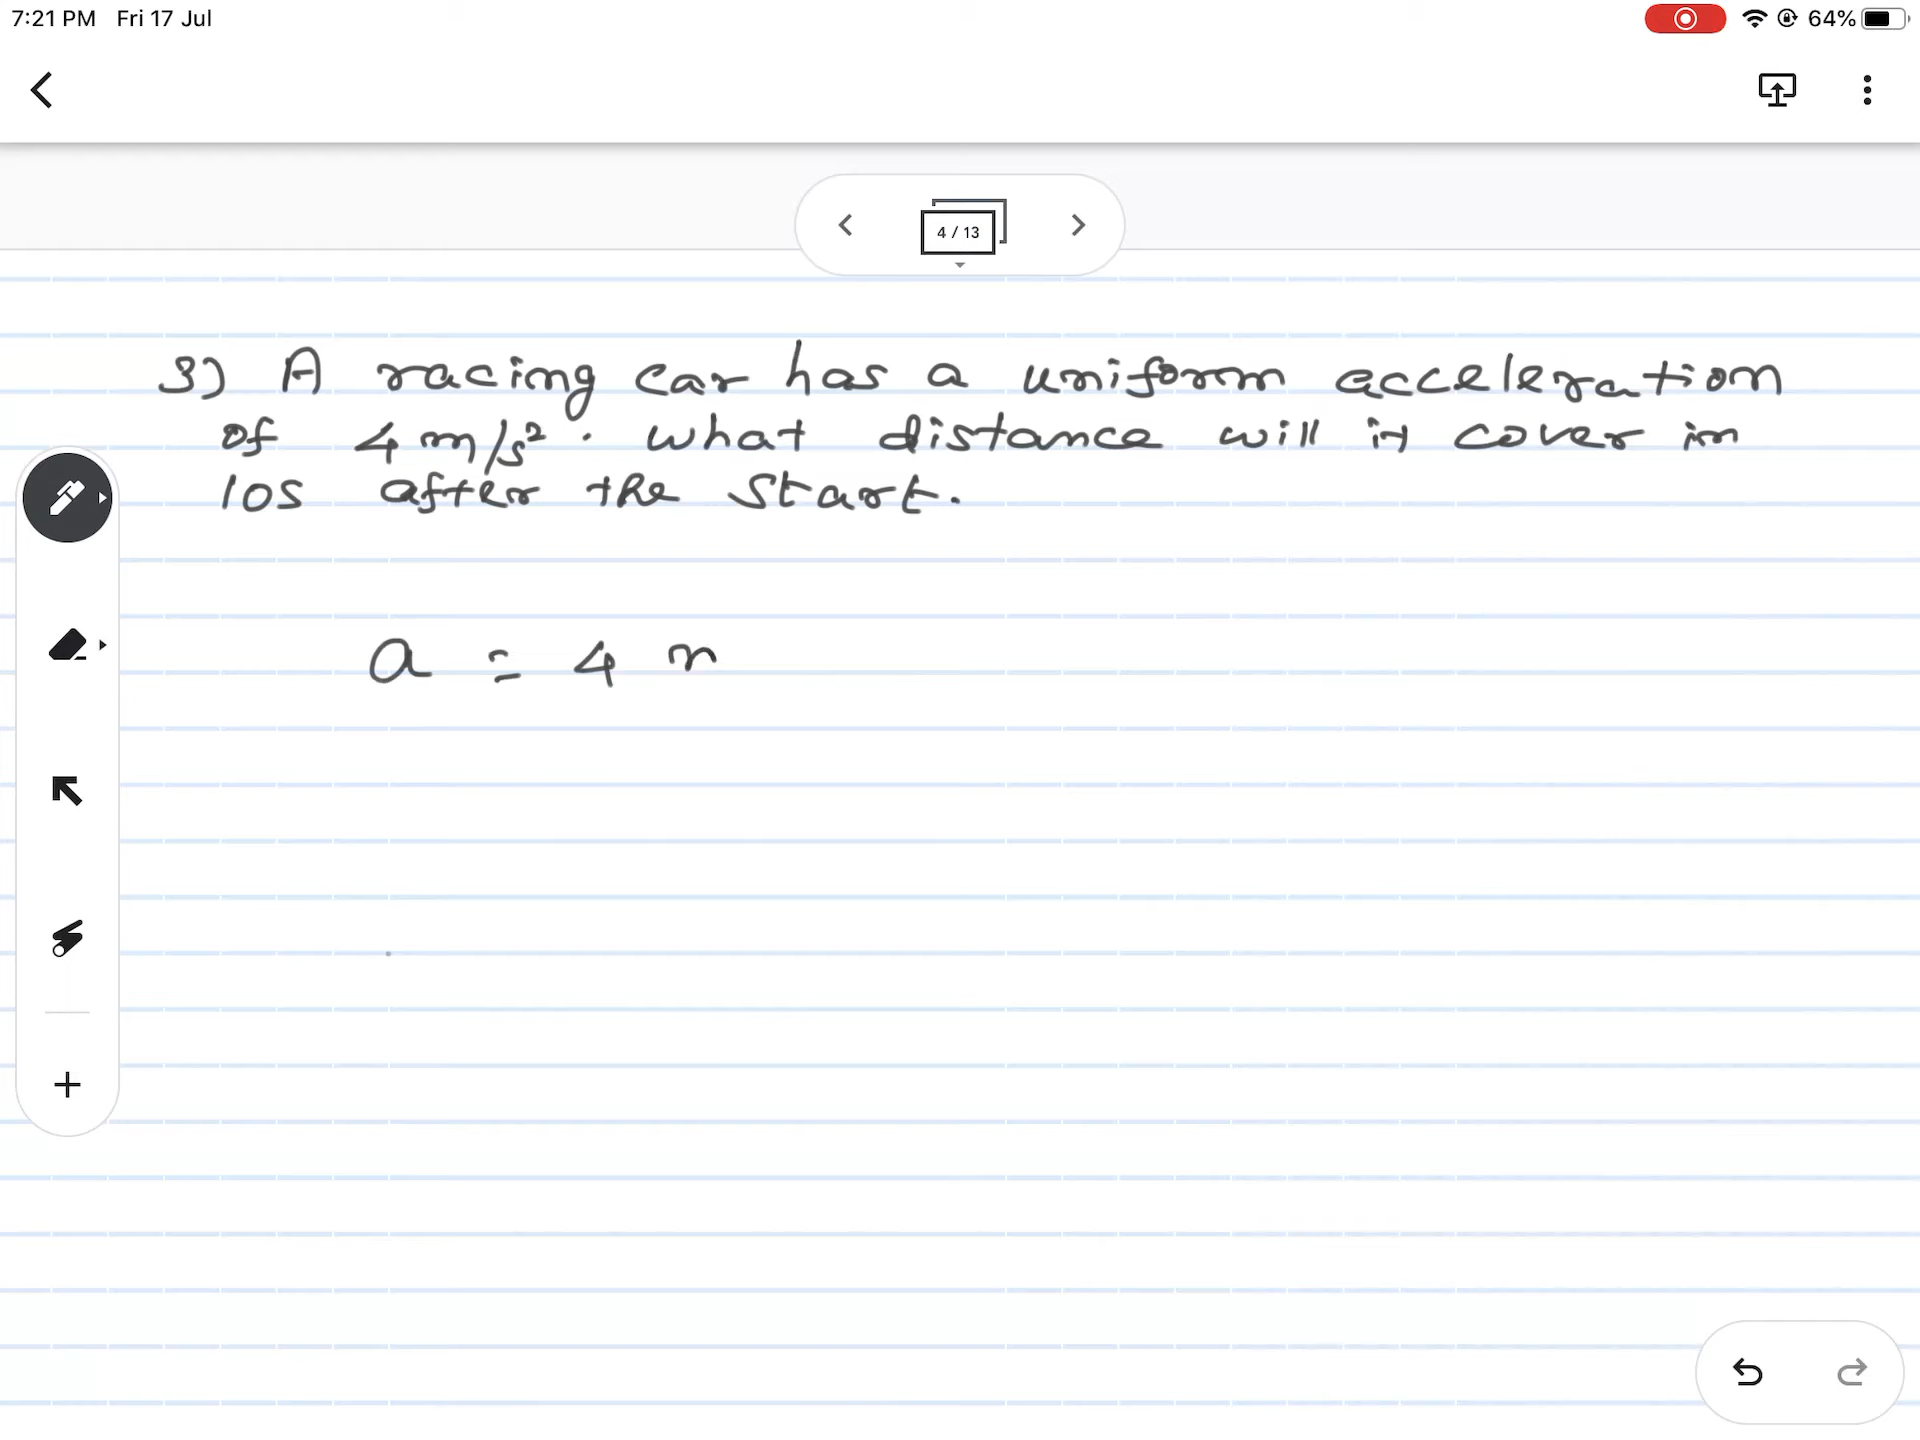 7:21 PM Fri 17 Jul 64%
4 / 13
3) A racing car has a uniform acceleration
of 4 m/s². what distance will it cover in
10s after the start.
a = 4 m